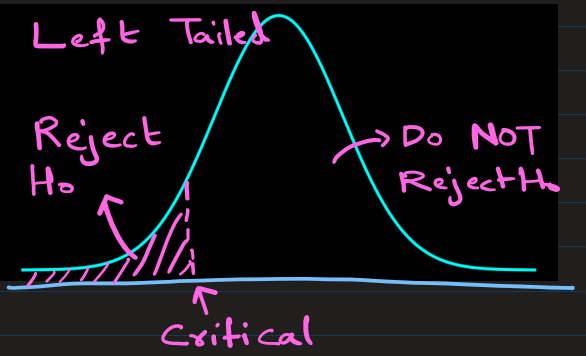 Left Tailed
Reject
Ho
Do NOT
Reject Ho
Critical